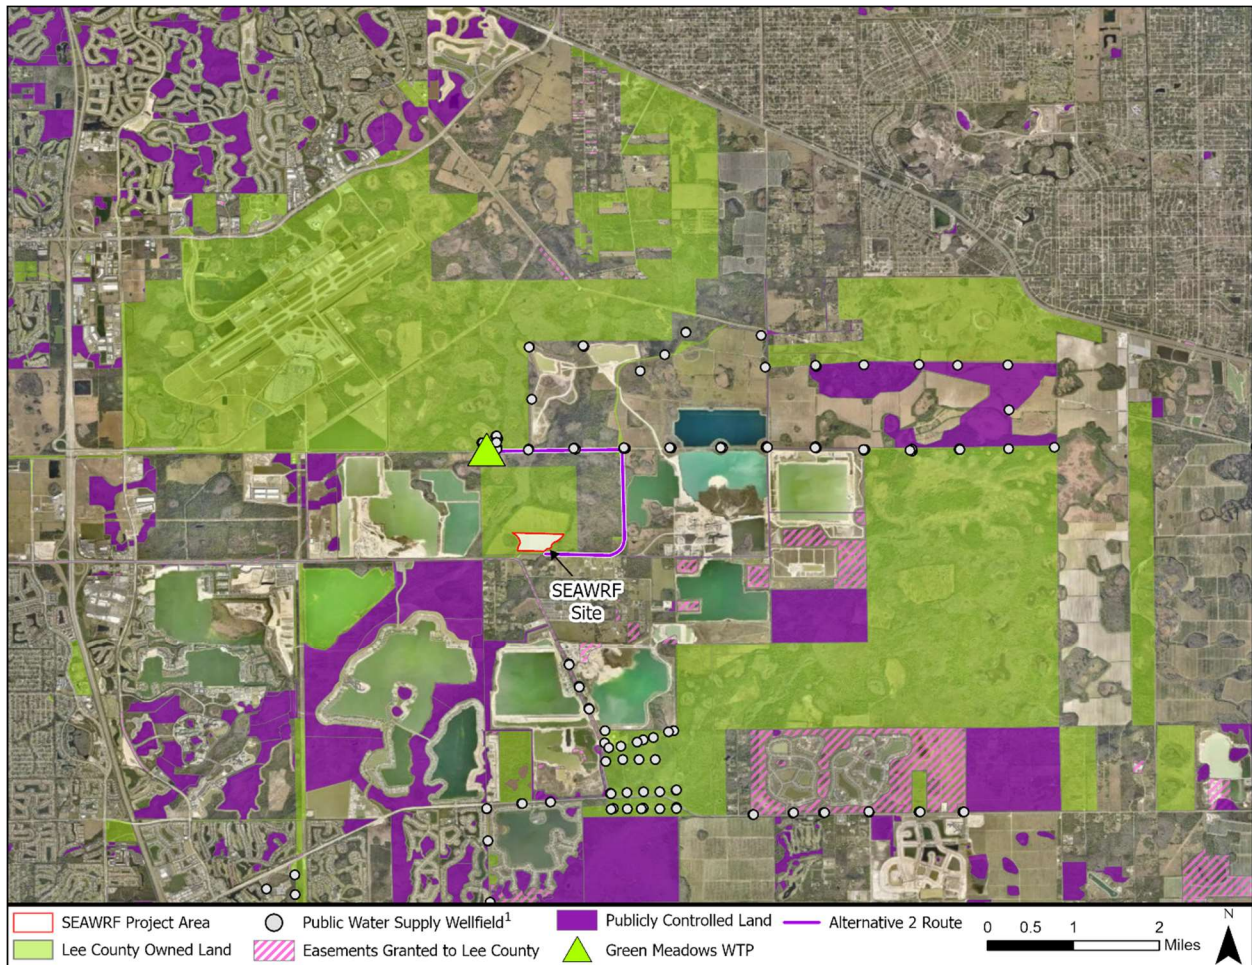 SEAWRF
Site
SEAWRF Project Area
Public Water Supply Wellfield¹
Publicly Controlled Land
Alternative 2 Route
Lee County Owned Land
Easements Granted to Lee County
Green Meadows WTP
0 0.5 1 2
Miles
N